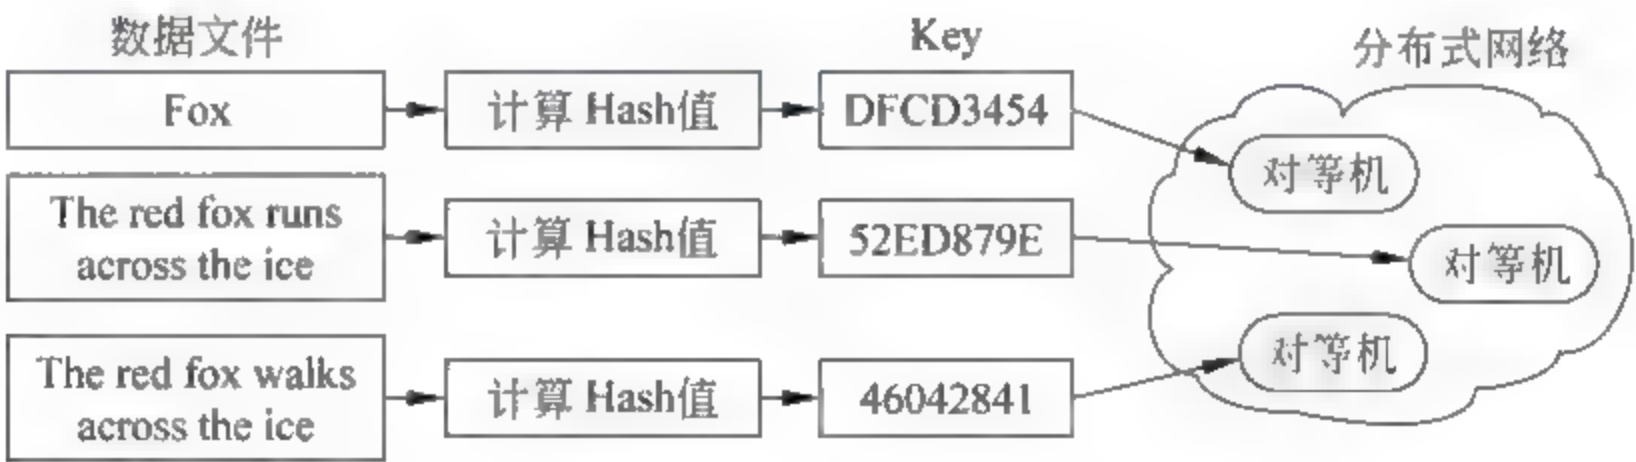 数据文件
Key
分布式网络
Fox
计算 Hash值
DFCD3454
对等机
The red fox runs
across the ice
计算 Hash值
52ED879E
对等机
The red fox walks
across the ice
计算 Hash值
46042841
对等机